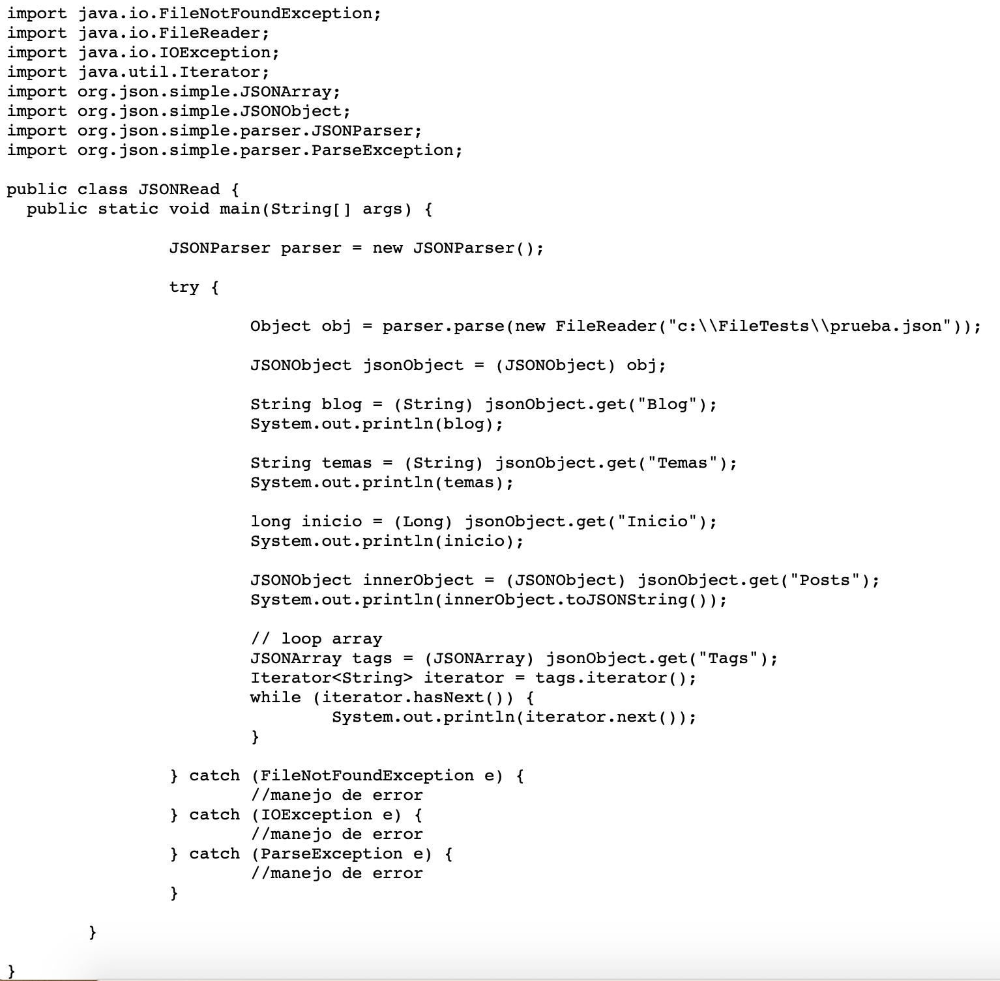 import java.io.FileNotFoundException;
import java.io.FileReader;
import java.io.IOException;
import java.util.Iterator;
import org.json.simple.JSONArray;
import org.json.simple.JSONObject;
import org.json.simple.parser.JSONParser;
import org.json.simple.parser.ParseException;

public class JSONRead {
  public static void main(String[] args) {

                JSONParser parser = new JSONParser();

                try {

                        Object obj = parser.parse(new FileReader("c:\\FileTests\\prueba.json"));

                        JSONObject jsonObject = (JSONObject) obj;

                        String blog = (String) jsonObject.get("Blog");
                        System.out.println(blog);

                        String temas = (String) jsonObject.get("Temas");
                        System.out.println(temas);

                        long inicio = (Long) jsonObject.get("Inicio");
                        System.out.println(inicio);

                        JSONObject innerObject = (JSONObject) jsonObject.get("Posts");
                        System.out.println(innerObject.toJSONString());

                        // loop array
                        JSONArray tags = (JSONArray) jsonObject.get("Tags");
                        Iterator<String> iterator = tags.iterator();
                        while (iterator.hasNext()) {
                                System.out.println(iterator.next());
                        }

                } catch (FileNotFoundException e) {
                        //manejo de error
                } catch (IOException e) {
                        //manejo de error
                } catch (ParseException e) {
                        //manejo de error
                }

        }

}